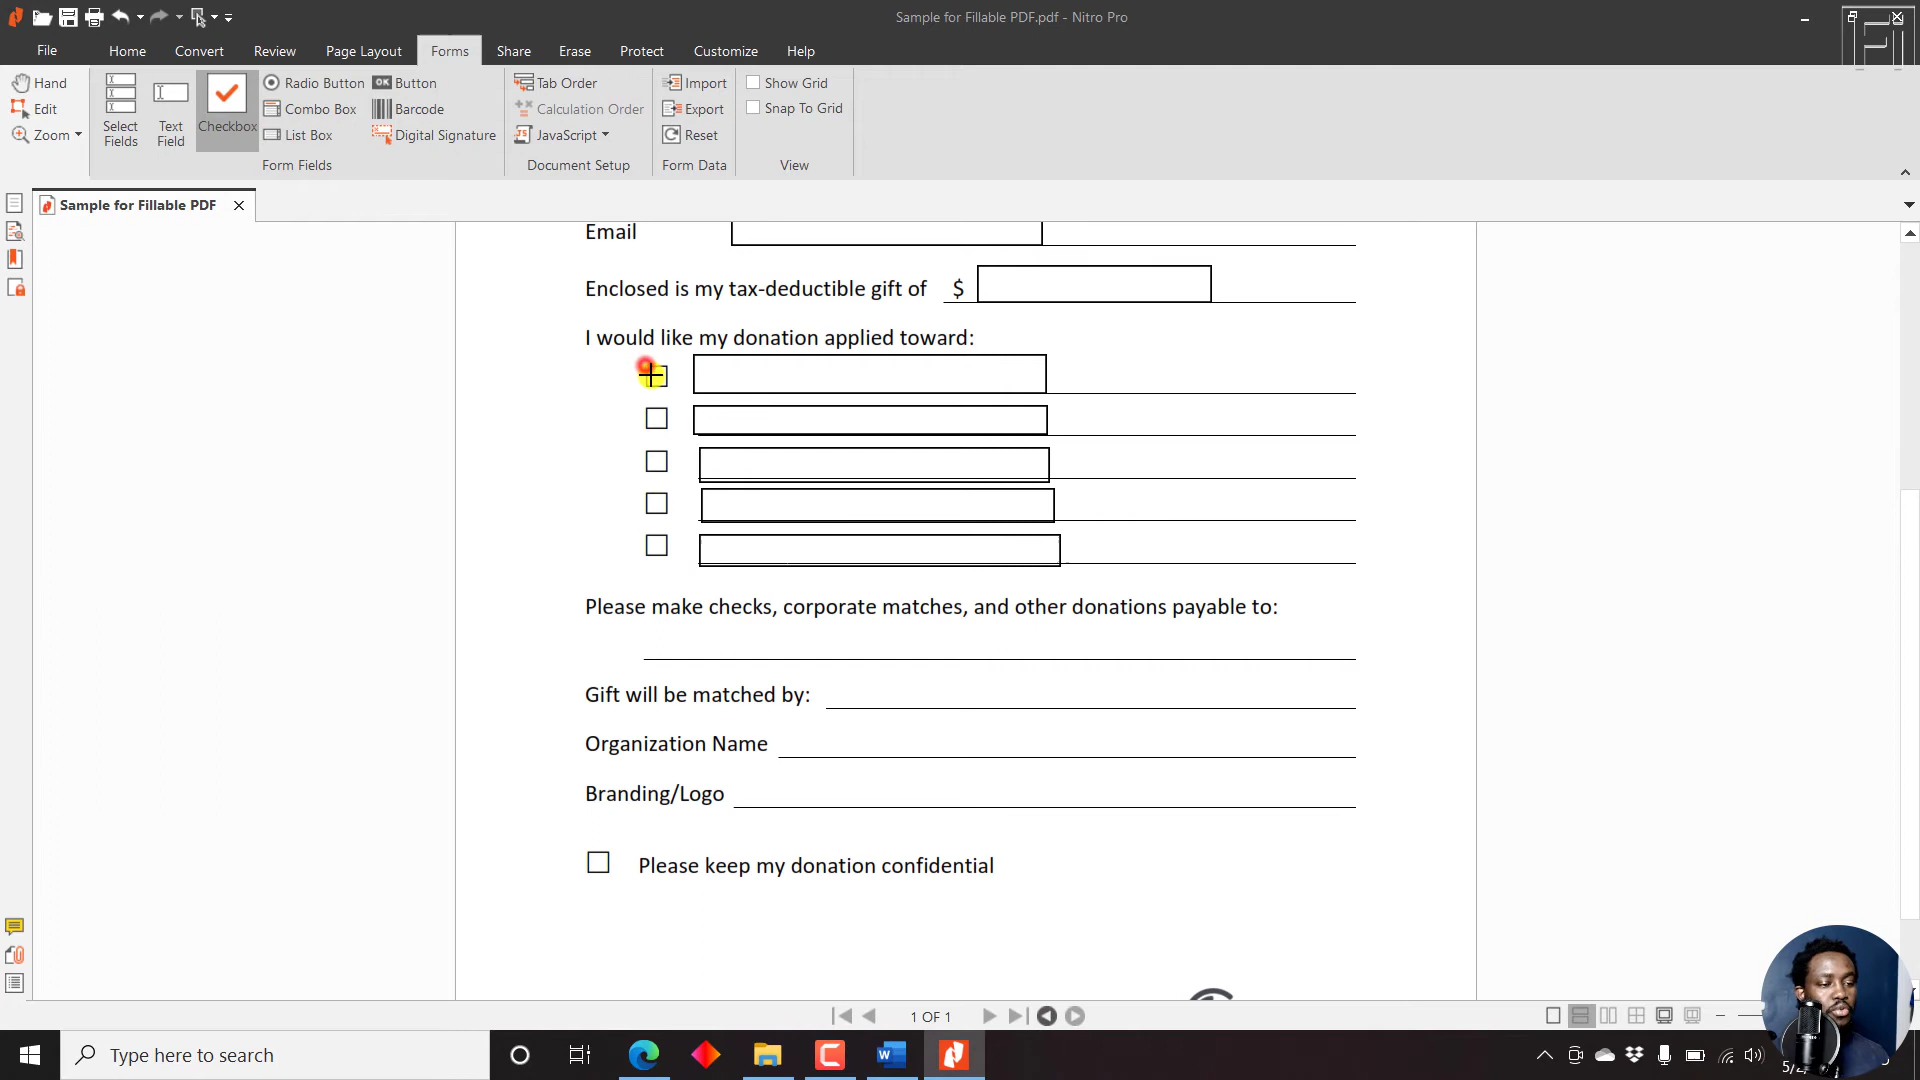 Sample for Fillable PDF.pdf - Nitro Pro
File Home Convert Review Page Layout Forms Share Erase Protect Customize Help
Hand
Edit
Zoom
Select Fields
Text Field
Checkbox
Radio Button
Combo Box
List Box
OK Button
Barcode
Digital Signature
Form Fields
Tab Order
Calculation Order
JS JavaScript
Document Setup
Import
Export
Reset
Form Data
Show Grid
Snap To Grid
View
Sample for Fillable PDF
Email
Enclosed is my tax-deductible gift of $
I would like my donation applied toward:
Please make checks, corporate matches, and other donations payable to:
Gift will be matched by:
Organization Name
Branding/Logo
Please keep my donation confidential
1 OF 1
Type here to search